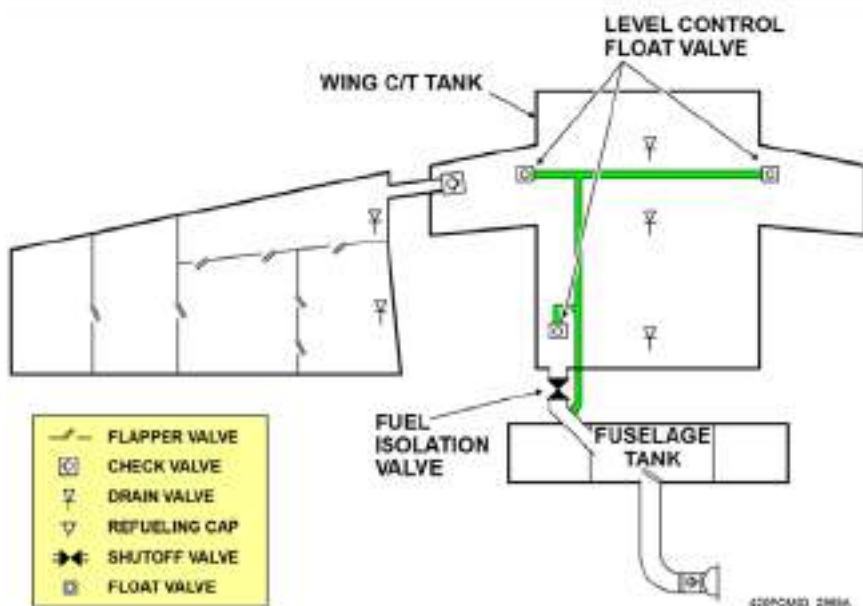 LEVEL CONTROL
FLOAT VALVE
WING C/T TANK
FUEL
ISOLATION
VALVE
FUSELAGE
TANK
FLAPPER VALVE
CHECK VALVE
DRAIN VALVE
REFUELING CAP
SHUTOFF VALVE
FLOAT VALVE